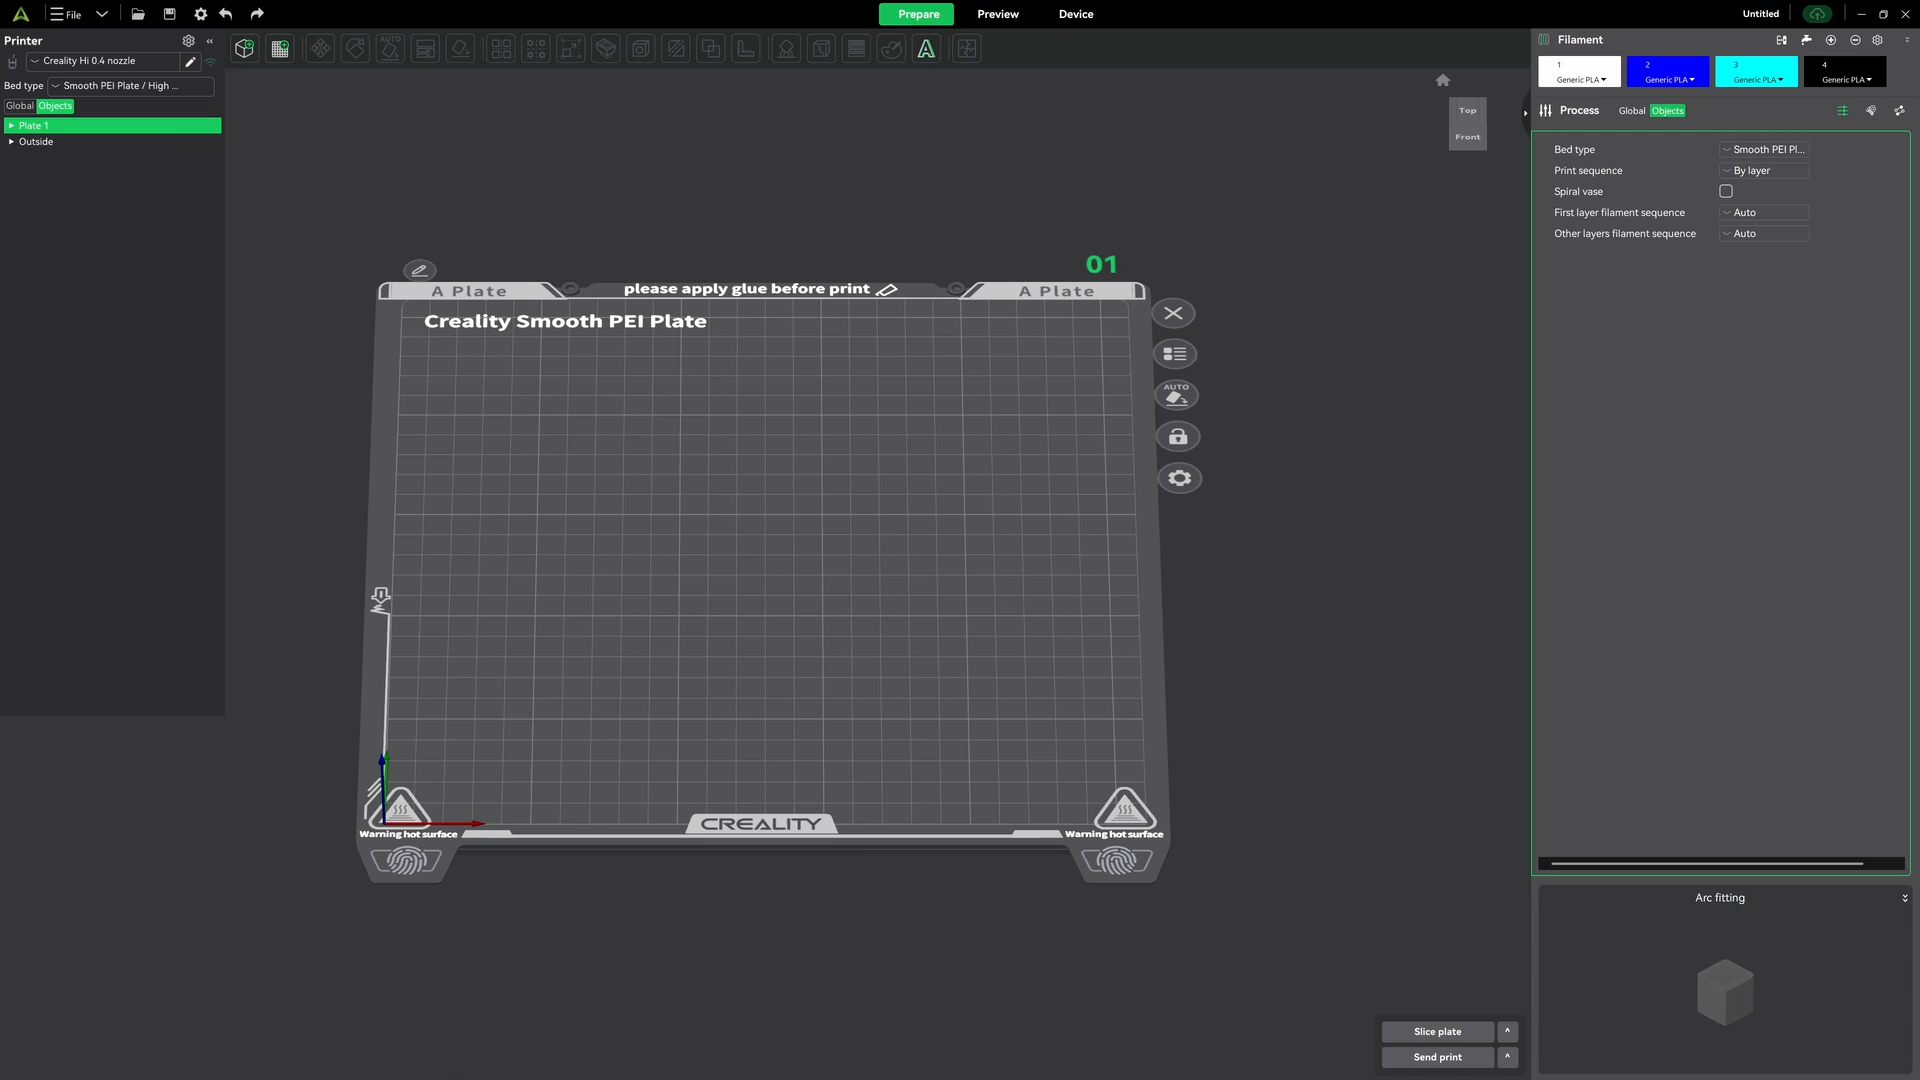 File
Prepare
Preview
Device
Untitled
Printer
Creality Hi 0.4 nozzle
Bed type
Smooth PEI Plate / High ...
Global
Objects
Plate 1
Outside
AUTO
Top
Front
01
A Plate
please apply glue before print
A Plate
Creality Smooth PEI Plate
AUTO
CREALITY
Warning hot surface
Warning hot surface
Slice plate
Send print
Filament
1
Generic PLA
2
Generic PLA
3
Generic PLA
4
Generic PLA
Process
Global
Objects
Bed type
Smooth PEI Pl...
Print sequence
By layer
Spiral vase
First layer filament sequence
Auto
Other layers filament sequence
Auto
Arc fitting